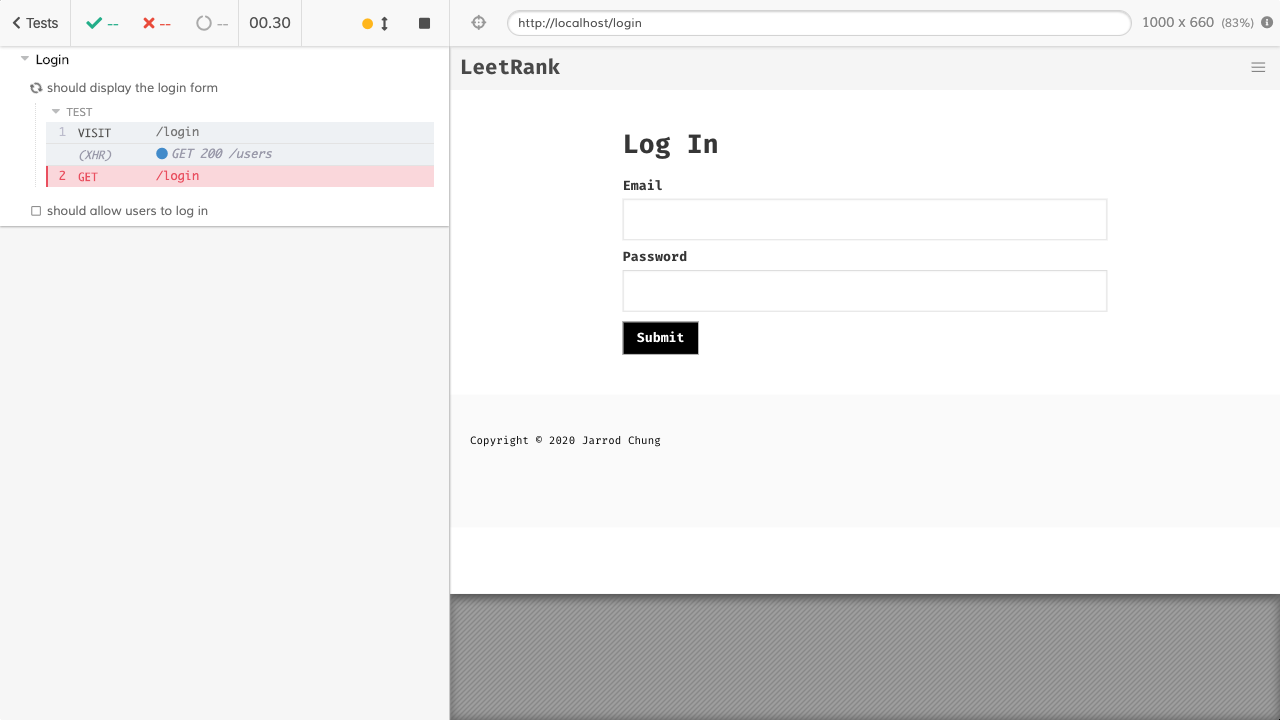 Tests -- -- -- 00.30
http://localhost/login 1000 x 660 (83%)
Login
should display the login form
TEST
1 VISIT /login
(XHR) GET 200 /users
2 GET /login
should allow users to log in
LeetRank
Log In
Email
Password
Submit
Copyright © 2020 Jarrod Chung